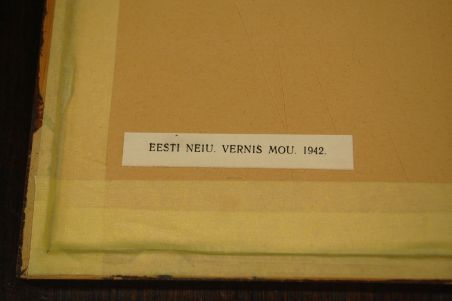 EESTI NEIU. VERNIS MOU. 1942.